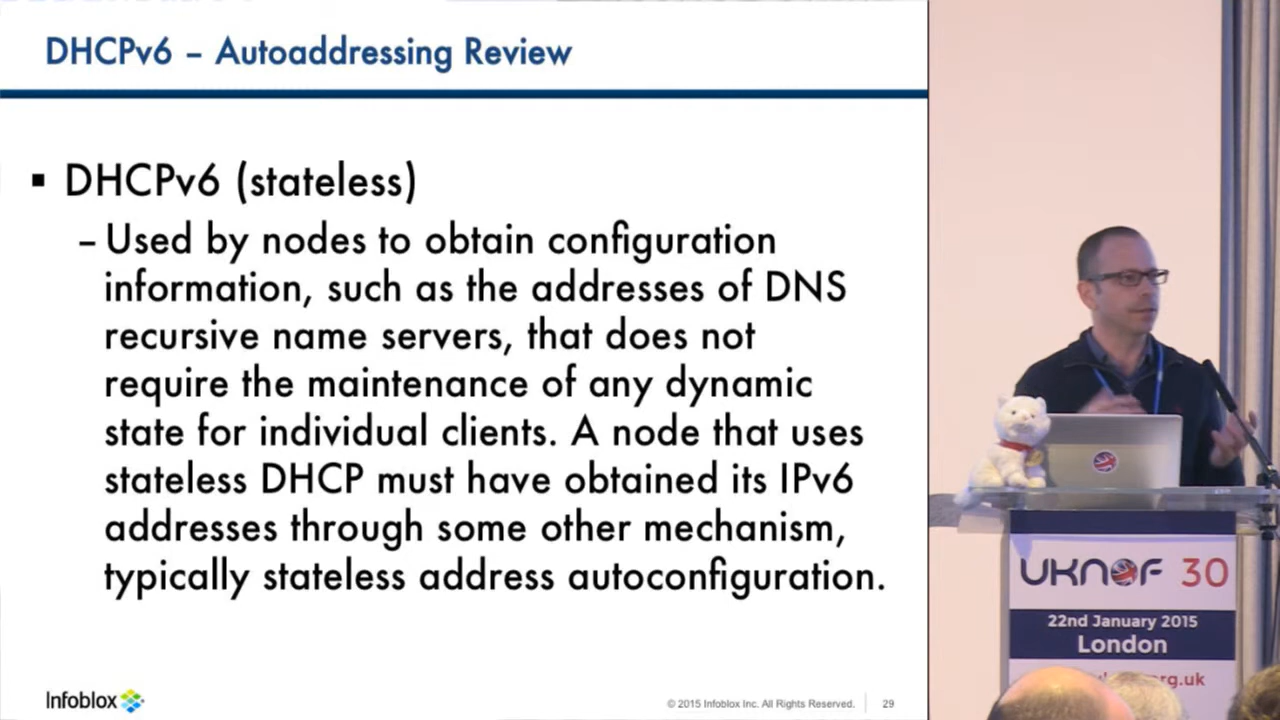 DHCPv6 – Autoaddressing Review
▪ DHCPv6 (stateless)
– Used by nodes to obtain configuration
information, such as the addresses of DNS
recursive name servers, that does not
require the maintenance of any dynamic
state for individual clients. A node that uses
stateless DHCP must have obtained its IPv6
addresses through some other mechanism,
typically stateless address autoconfiguration.
Infoblox
© 2015 Infoblox Inc. All Rights Reserved. 29
UKNOF 30
22nd January 2015
London
rg.uk